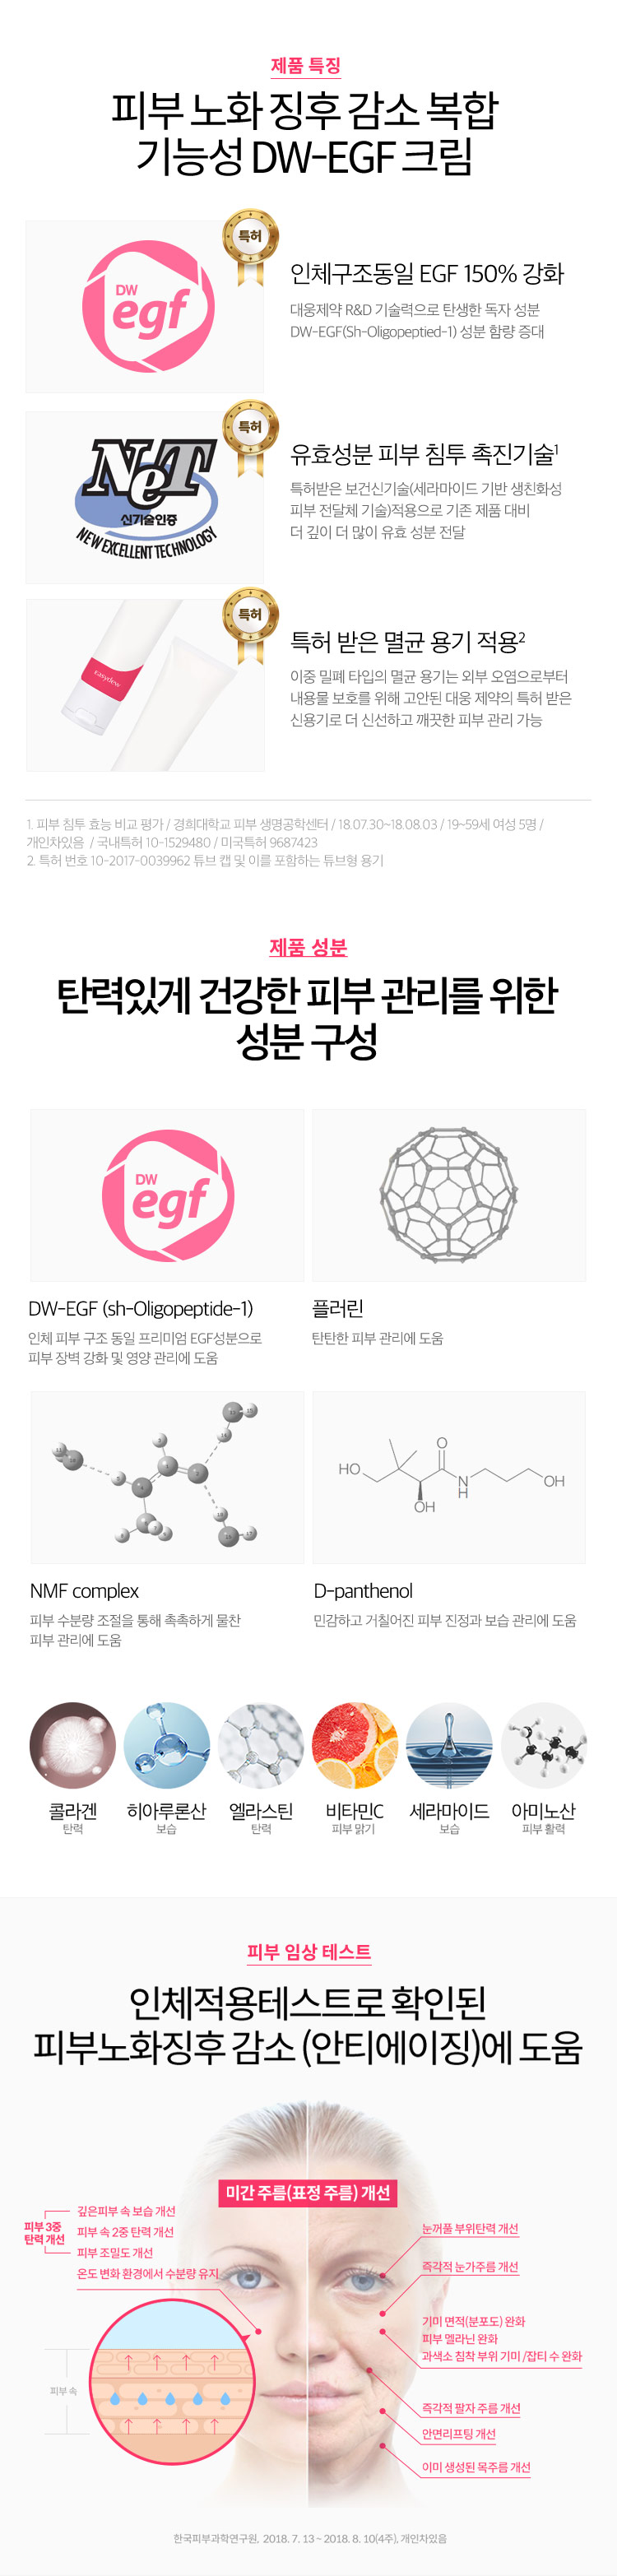 제품 특징
피부 노화 징후 감소 복합
기능성 DW-EGF 크림
특허
DW
egf
인체구조동일 EGF 150% 강화
대웅제약 R&D 기술력으로 탄생한 독자 성분
DW-EGF(Sh-Oligopeptied-1) 성분 함량 증대
특허
NeT
신기술인증
NEW EXCELLENT TECHNOLOGY
유효성분 피부 침투 촉진기술1
특허받은 보건신기술(세라마이드 기반 생친화성
피부 전달체 기술)적용으로 기존 제품 대비
더 깊이 더 많이 유효 성분 전달
특허
easydew
특허 받은 멸균 용기 적용2
이중 밀폐 타입의 멸균 용기는 외부 오염으로부터
내용물 보호를 위해 고안된 대웅 제약의 특허 받은
신용기로 더 신선하고 깨끗한 피부 관리 가능
1. 피부 침투 효능 비교 평가 / 경희대학교 피부 생명공학센터 / 18.07.30~18.08.03 / 19~59세 여성 5명 /
개인차있음 / 국내특허 10-1529480 / 미국특허 9687423
2. 특허 번호 10-2017-0039962 튜브 캡 및 이를 포함하는 튜브형 용기
제품 성분
탄력있게 건강한 피부 관리를 위한
성분 구성
DW
egf
DW-EGF (sh-Oligopeptide-1)
인체 피부 구조 동일 프리미엄 EGF성분으로
피부 장벽 강화 및 영양 관리에 도움
플러린
탄탄한 피부 관리에 도움
HO
O
OH
N
H
OH
NMF complex
피부 수분량 조절을 통해 촉촉하게 물찬
피부 관리에 도움
D-panthenol
민감하고 거칠어진 피부 진정과 보습 관리에 도움
콜라겐
탄력
히아루론산
보습
엘라스틴
탄력
비타민C
피부 맑기
세라마이드
보습
아미노산
피부 활력
피부 임상 테스트
인체적용테스트로 확인된
피부노화징후 감소 (안티에이징)에 도움
미간 주름(표정 주름) 개선
피부 3중
탄력 개선
깊은피부 속 보습 개선
피부 속 2중 탄력 개선
피부 조밀도 개선
온도 변화 환경에서 수분량 유지
피부 속
눈꺼풀 부위탄력 개선
즉각적 눈가주름 개선
기미 면적(분포도) 완화
피부 멜라닌 완화
과색소 침착 부위 기미 /잡티 수 완화
즉각적 팔자 주름 개선
안면리프팅 개선
이미 생성된 목주름 개선
한국피부과학연구원, 2018. 7. 13 ~ 2018. 8. 10(4주), 개인차있음